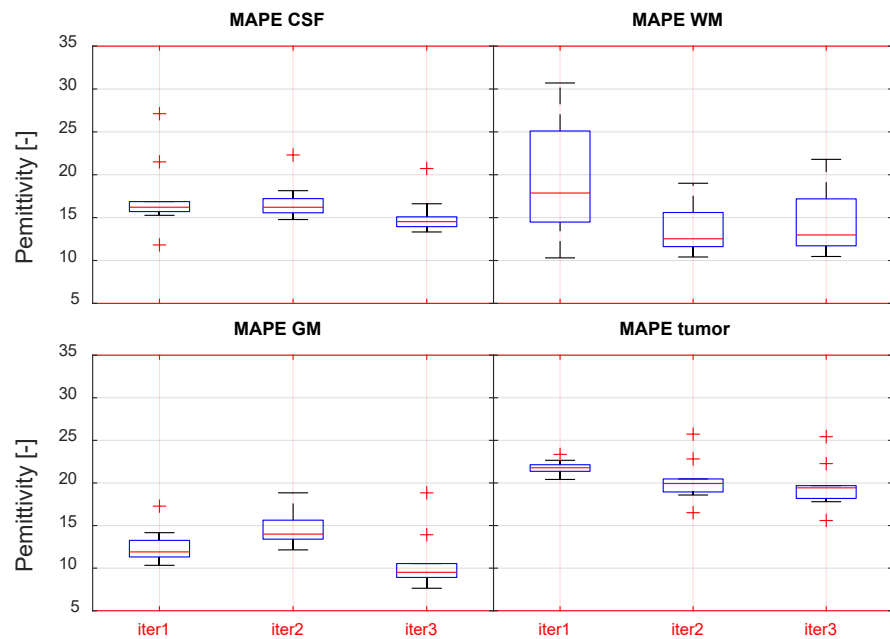 MAPE CSF MAPE WM
35
30
25
20
15
10
5
Pemittivity [-]
MAPE GM MAPE tumor
35
30
25
20
15
10
5
Pemittivity [-]
iter1 iter2 iter3 iter1 iter2 iter3